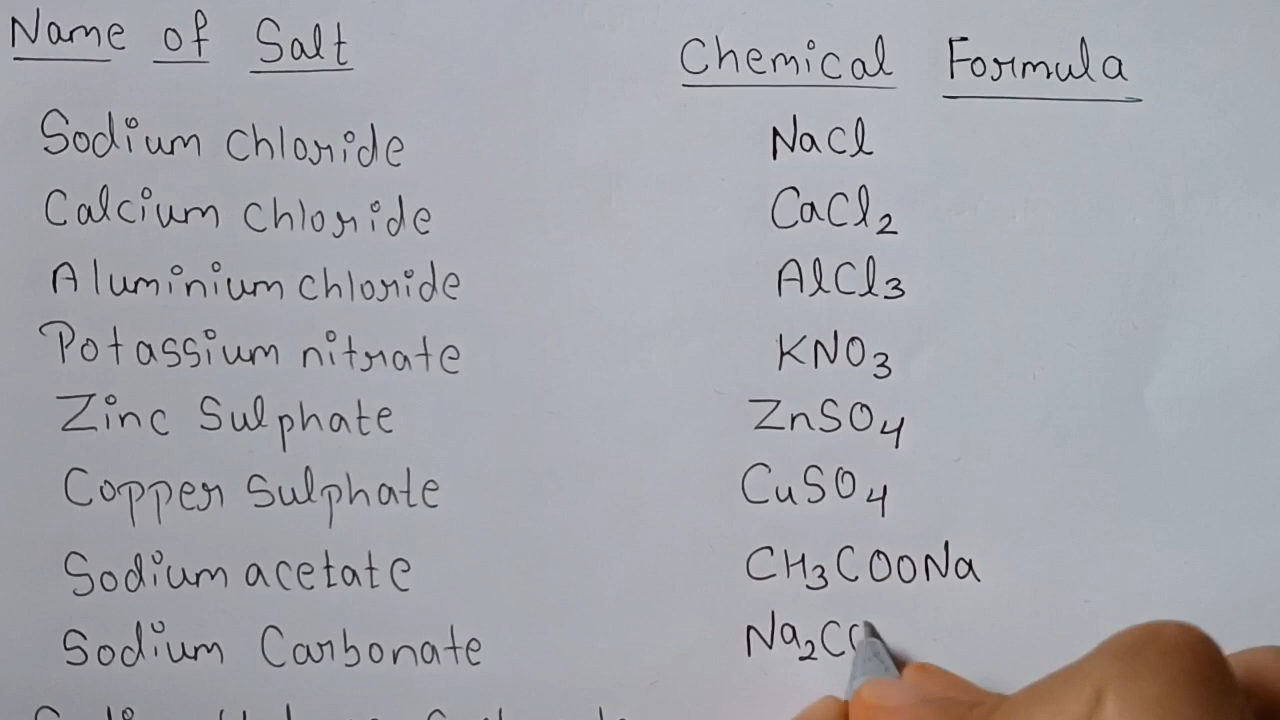 Name of Salt Chemical Formula
Sodium chloride NaCl
Calcium chloride CaCl2
Aluminium chloride AlCl3
Potassium nitrate KNO3
Zinc Sulphate ZnSO4
Copper Sulphate CuSO4
Sodium acetate CH3COONa
Sodium Carbonate Na2C